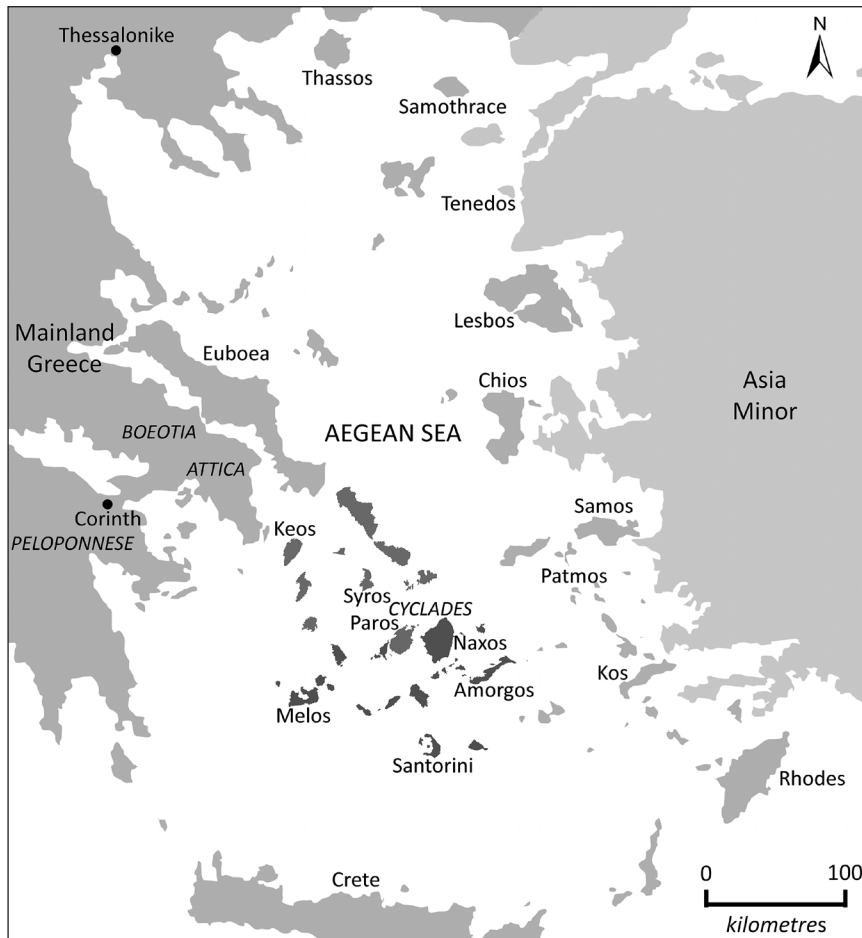 Thessalonike
N
Thassos
Samothrace
Tenedos
Lesbos
Mainland
Greece
Euboea
Chios
Asia
Minor
BOEOTIA
AEGEAN SEA
ATTICA
Corinth
PELOPONNESE
Keos
Samos
Patmos
Syros
CYCLADES
Paros
Naxos
Kos
Amorgos
Melos
Santorini
Rhodes
Crete
0 100
kilometres